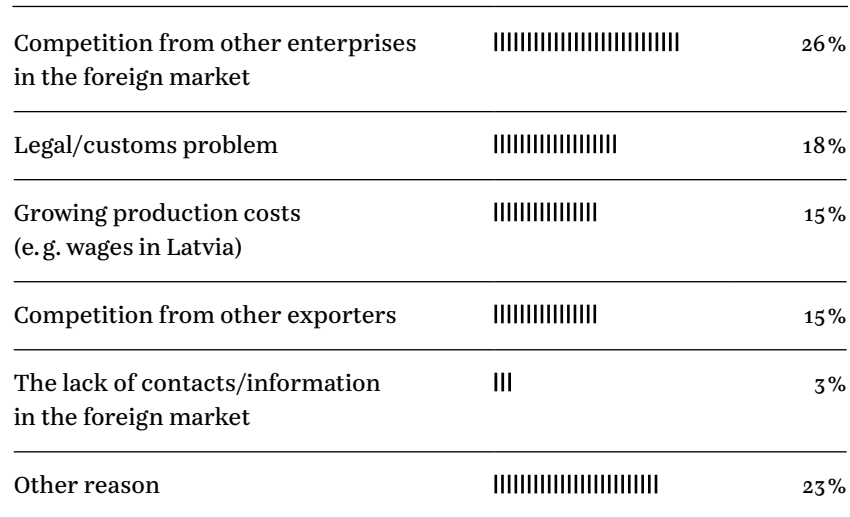 Competition from other enterprises 26%
in the foreign market
Legal/customs problem 18%
Growing production costs 15%
(e. g. wages in Latvia)
Competition from other exporters 15%
The lack of contacts/information 3%
in the foreign market
Other reason 23%